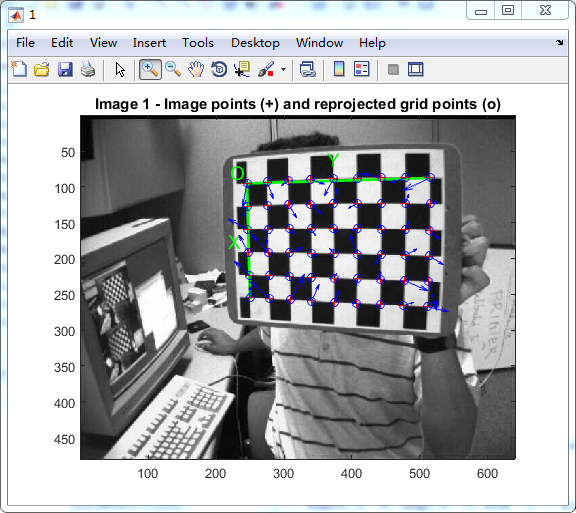 1
File Edit View Insert Tools Desktop Window Help
Image 1 - Image points (+) and reprojected grid points (o)
O
Y
X
50
100
150
200
250
300
350
400
450
100 200 300 400 500 600
PRINER